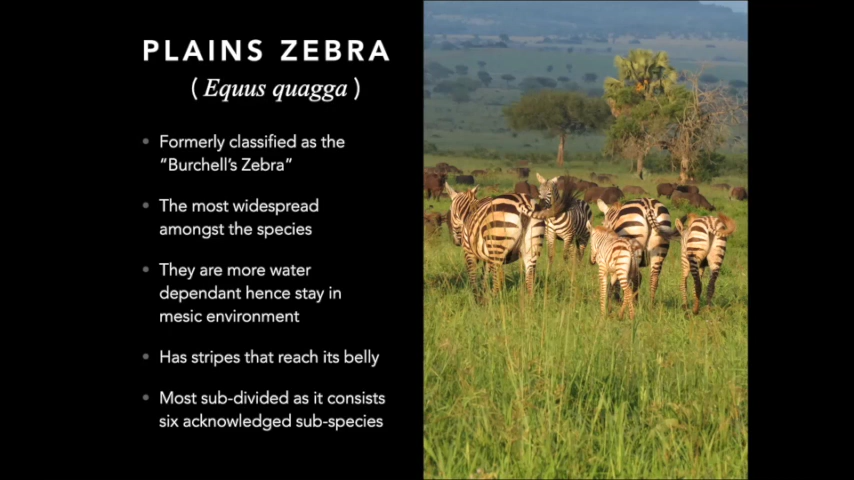 PLAINS ZEBRA
( Equus quagga )
• Formerly classified as the
"Burchell's Zebra"
• The most widespread
amongst the species
• They are more water
dependant hence stay in
mesic environment
• Has stripes that reach its belly
• Most sub-divided as it consists
six acknowledged sub-species